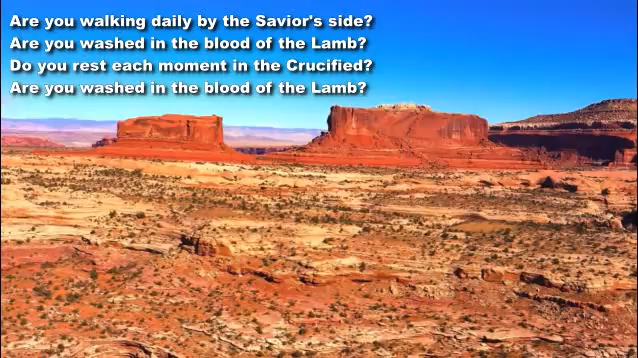 Are you walking daily by the Savior's side?
Are you washed in the blood of the Lamb?
Do you rest each moment in the Crucified?
Are you washed in the blood of the Lamb?